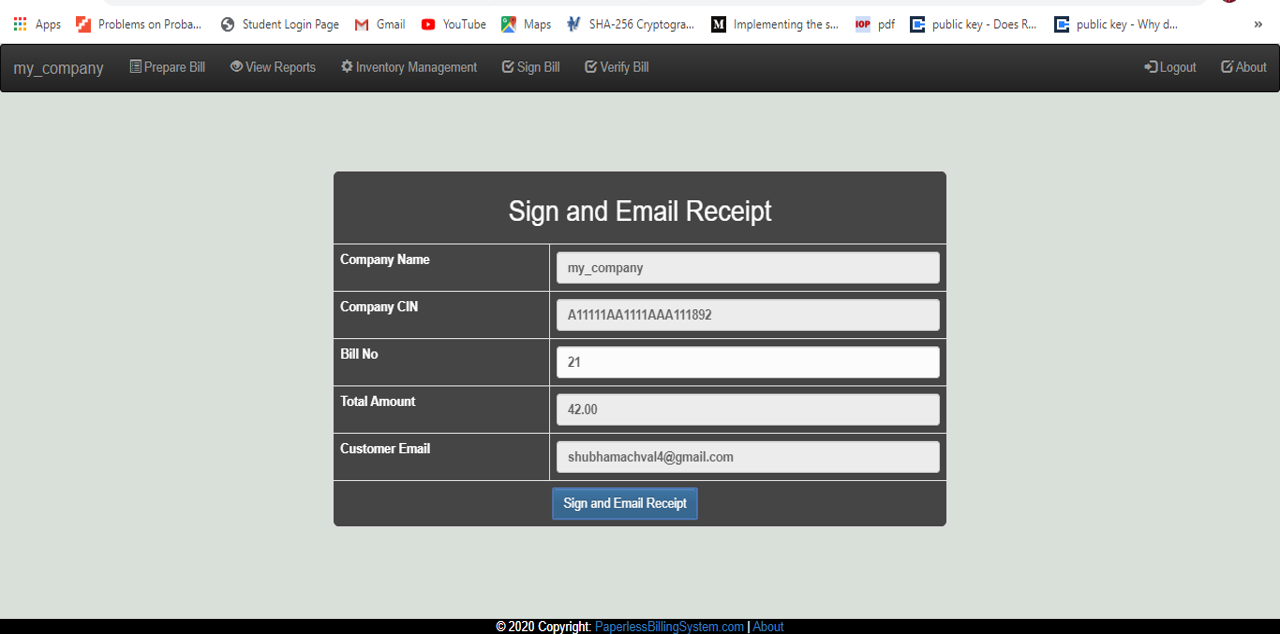 Apps Problems on Proba... Student Login Page Gmail YouTube Maps SHA-256 Cryptogra... M Implementing the s... IOP pdf public key - Does R... public key - Why d... »
my_company Prepare Bill View Reports Inventory Management Sign Bill Verify Bill Logout About
Sign and Email Receipt
Company Name my_company
Company CIN A11111AA1111AAA111892
Bill No 21
Total Amount 42.00
Customer Email shubhamachval4@gmail.com
Sign and Email Receipt
© 2020 Copyright: PaperlessBillingSystem.com | About